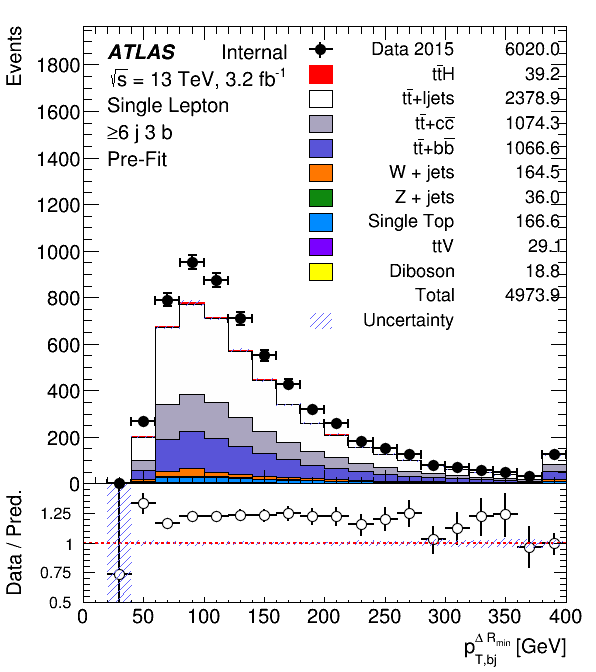 Events
1800
1600
1400
1200
1000
800
600
400
200
0
ATLAS Internal
√s = 13 TeV, 3.2 fb⁻¹
Single Lepton
≥6 j 3 b
Pre-Fit
Data 2015 6020.0
tt̄H 39.2
tt̄+ljets 2378.9
tt̄+cc̄ 1074.3
tt̄+bb̄ 1066.6
W + jets 164.5
Z + jets 36.0
Single Top 166.6
ttV 29.1
Diboson 18.8
Total 4973.9
Uncertainty
Data / Pred.
1.25
1
0.75
0.5
0 50 100 150 200 250 300 350 400
p_{T,bj}^{Δ R_{min}} [GeV]